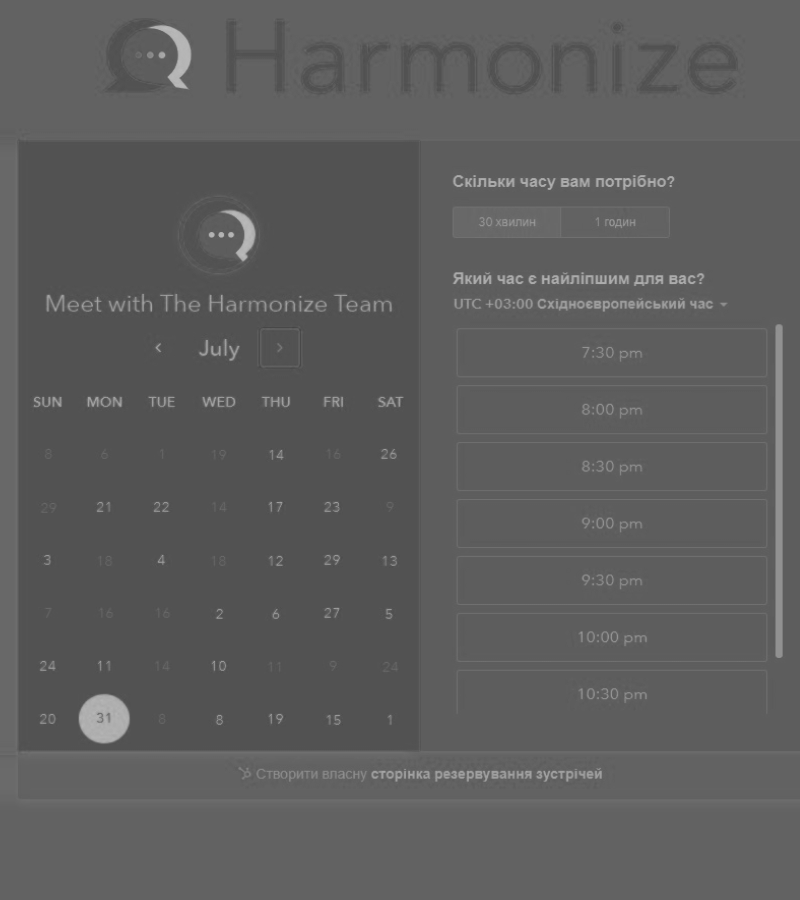 Harmonize
Meet with The Harmonize Team
July
SUN MON TUE WED THU FRI SAT
8 6 1 19 14 16 26
29 21 22 14 17 23 9
3 18 4 18 12 29 13
7 16 16 2 6 27 5
24 11 14 10 11 9 24
20 31 8 8 19 15 1
Скільки часу вам потрібно?
30 хвилин 1 годин
Який час є найліпшим для вас?
UTC +03:00 Східноєвропейський час
7:30 pm
8:00 pm
8:30 pm
9:00 pm
9:30 pm
10:00 pm
10:30 pm
Створити власну сторінка резервування зустрічей